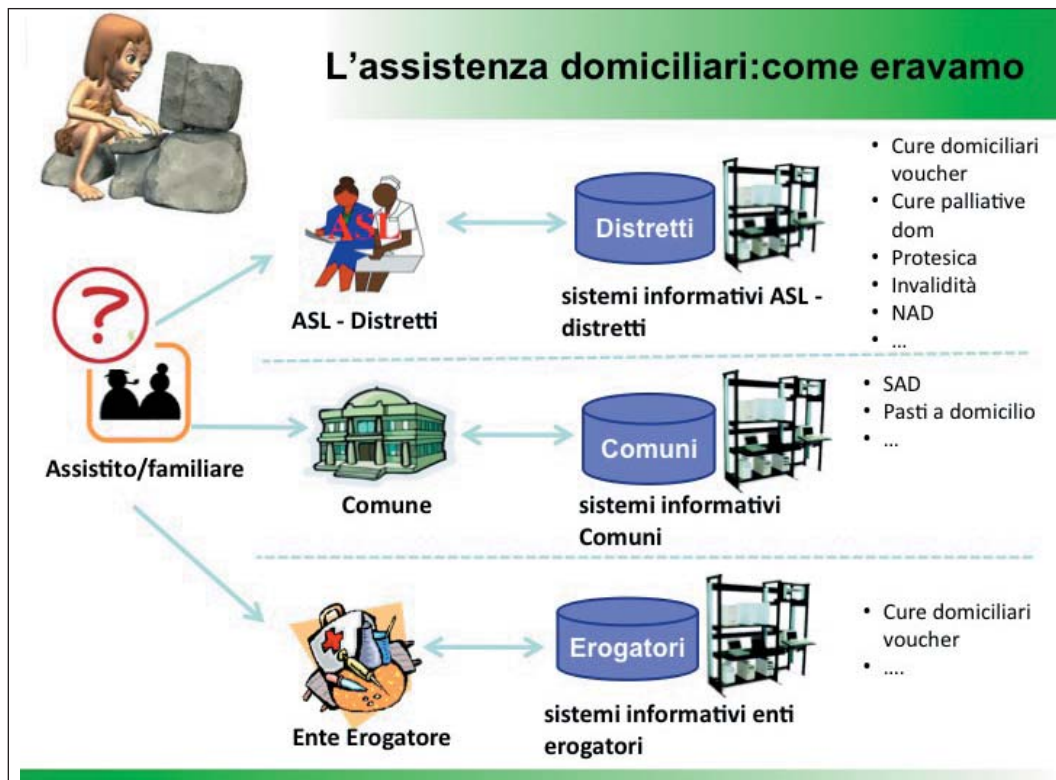 L'assistenza domiciliari:come eravamo
ASL
ASL - Distretti
Distretti
sistemi informativi ASL -
distretti
• Cure domiciliari
voucher
• Cure palliative
dom
• Protesica
• Invalidità
• NAD
• ...
?
Assistito/familiare
Comune
Comuni
sistemi informativi
Comuni
• SAD
• Pasti a domicilio
• ...
Ente Erogatore
Erogatori
sistemi informativi enti
erogatori
• Cure domiciliari
voucher
• ....